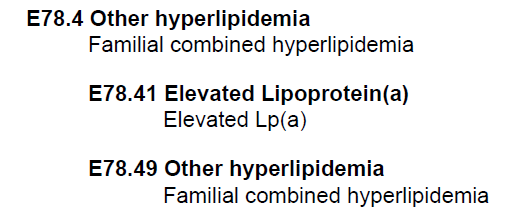 E78.4 Other hyperlipidemia
Familial combined hyperlipidemia
E78.41 Elevated Lipoprotein(a)
Elevated Lp(a)
E78.49 Other hyperlipidemia
Familial combined hyperlipidemia